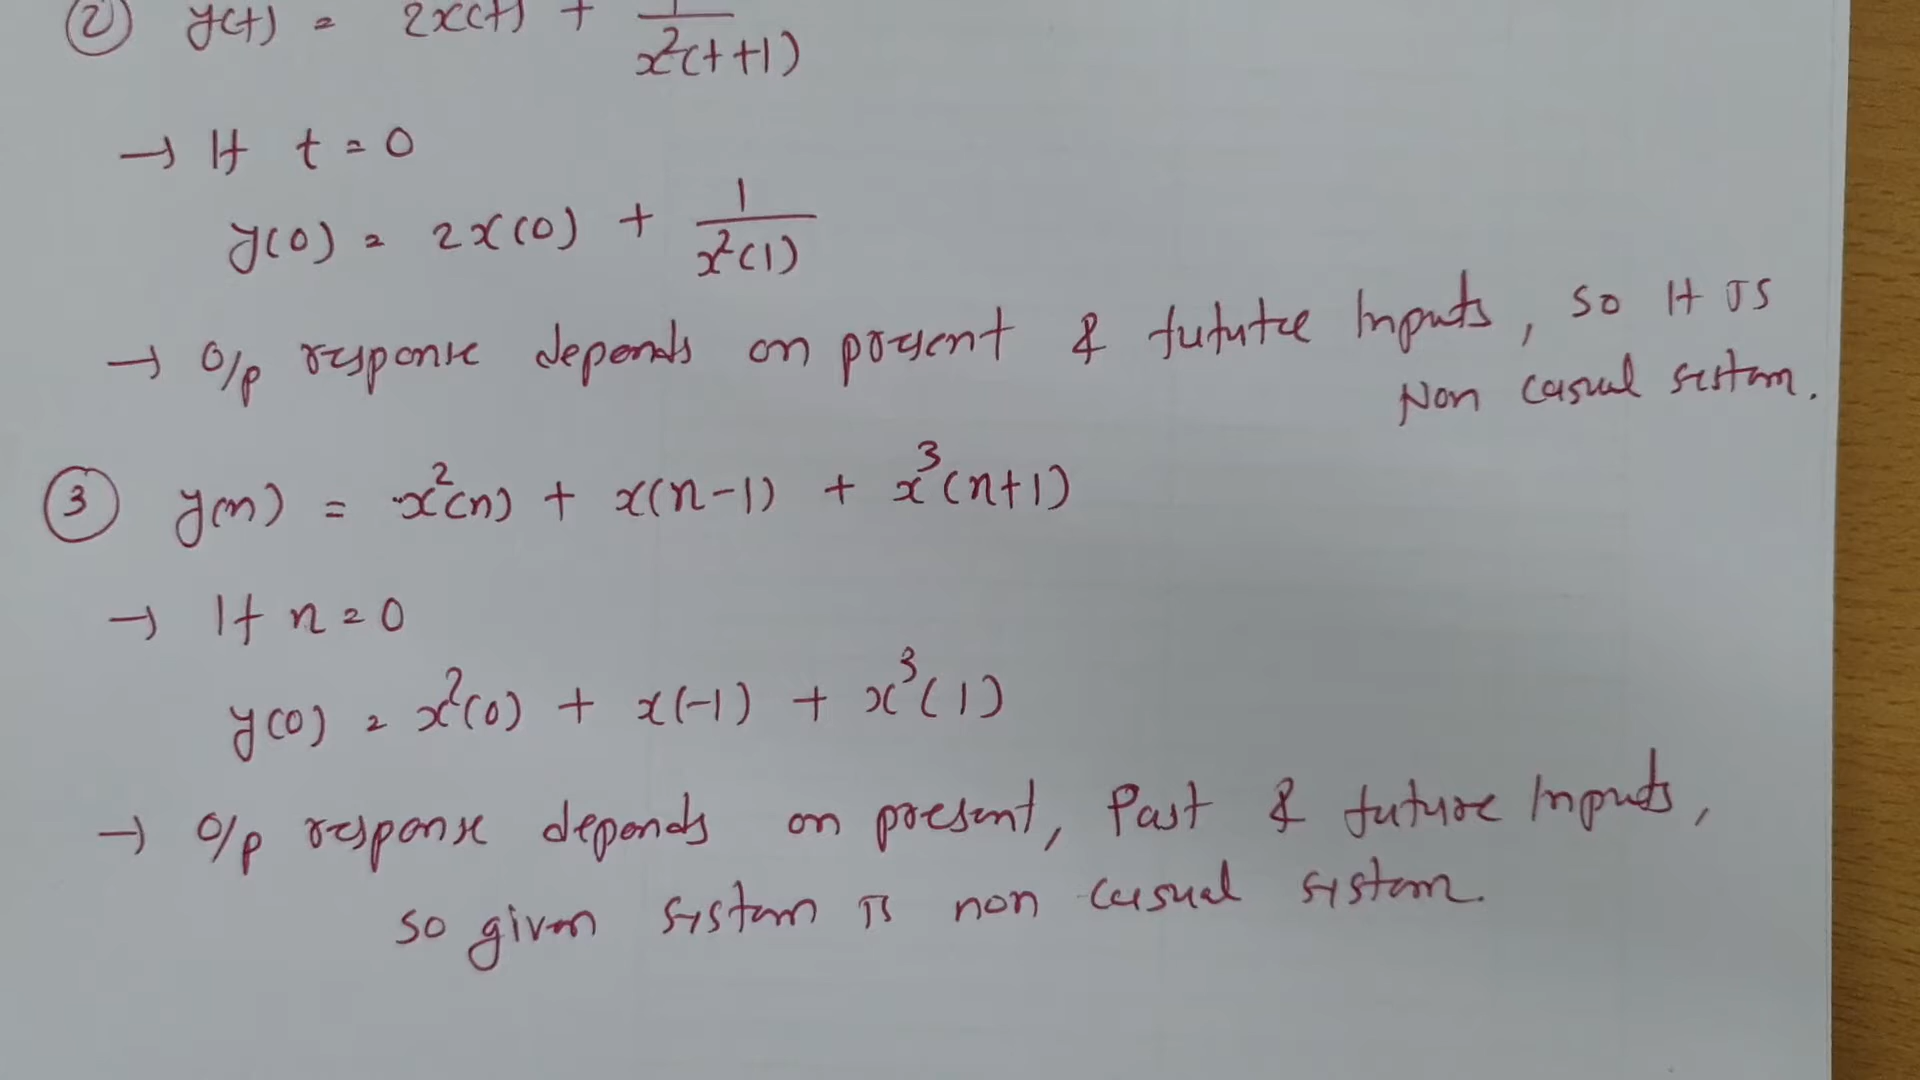 ② y(t) = 2x(t) + 1/x²(t+1)
→ If t = 0
y(0) = 2x(0) + 1/x²(1)
→ O/p response depends on present & fututre Inputs, so It is
Non casual sistem.
③ y(n) = x²(n) + x(n-1) + x³(n+1)
→ If n = 0
y(0) = x²(0) + x(-1) + x³(1)
→ O/p response depends on present, Past & future Inputs,
so given system is non casual system.